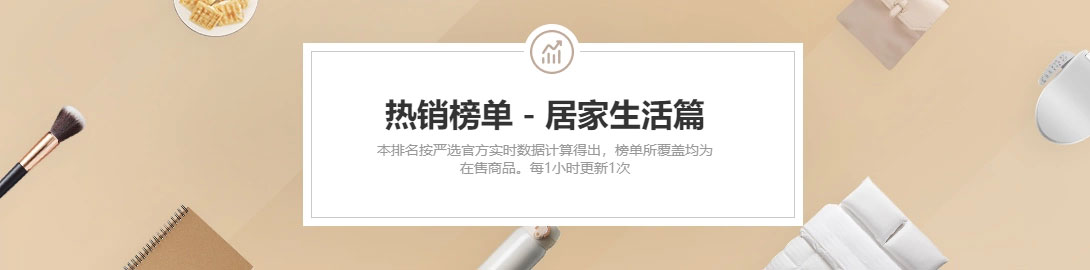 热销榜单 - 居家生活篇
本排名按严选官方实时数据计算得出，榜单所覆盖均为
在售商品。每1小时更新1次